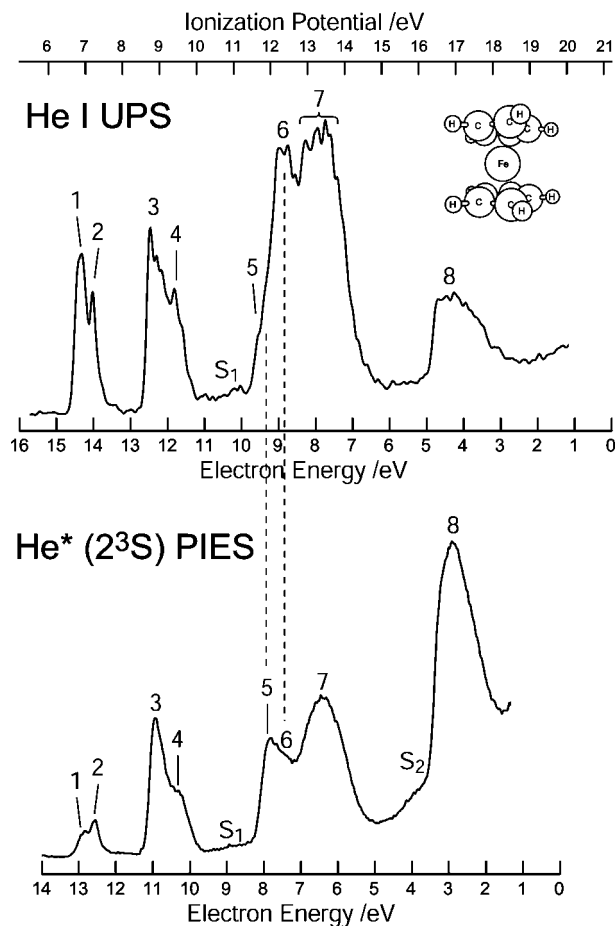 Ionization Potential /eV
6 7 8 9 10 11 12 13 14 15 16 17 18 19 20 21
He I UPS
1 2 3 4 5 6 7 8
S₁
H C C H C H Fe H C C C H H
16 15 14 13 12 11 10 9 8 7 6 5 4 3 2 1 0
Electron Energy /eV
He* (2³S) PIES
1 2 3 4 5 6 7 8
S₁ S₂
14 13 12 11 10 9 8 7 6 5 4 3 2 1 0
Electron Energy /eV